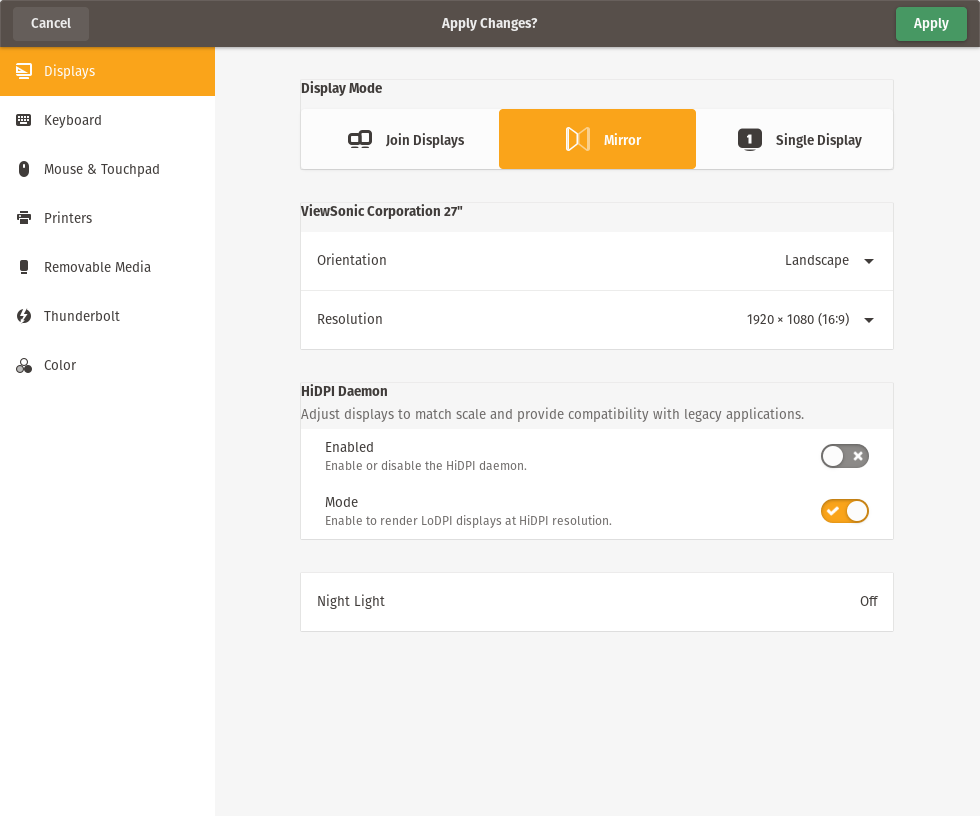 Cancel
Apply Changes?
Apply
Displays
Keyboard
Mouse & Touchpad
Printers
Removable Media
Thunderbolt
Color
Display Mode
Join Displays
Mirror
1
Single Display
ViewSonic Corporation 27"
Orientation
Landscape
Resolution
1920 × 1080 (16:9)
HiDPI Daemon
Adjust displays to match scale and provide compatibility with legacy applications.
Enabled
Enable or disable the HiDPI daemon.
Mode
Enable to render LoDPI displays at HiDPI resolution.
Night Light
Off